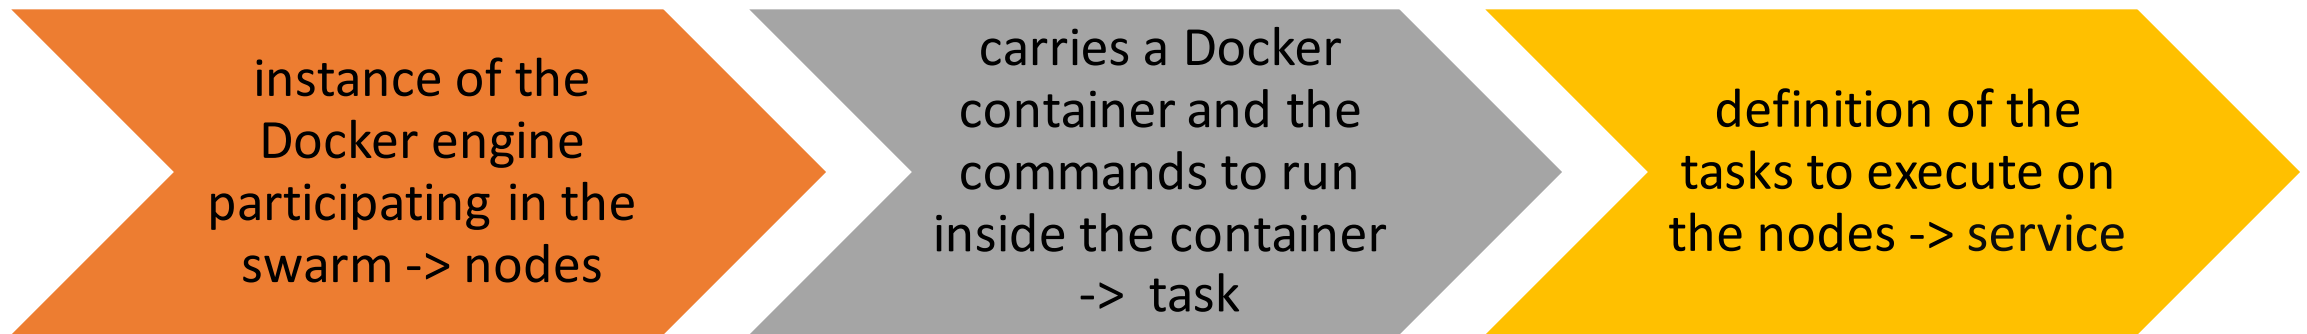 instance of the
Docker engine
participating in the
swarm -> nodes
carries a Docker
container and the
commands to run
inside the container
-> task
definition of the
tasks to execute on
the nodes -> service